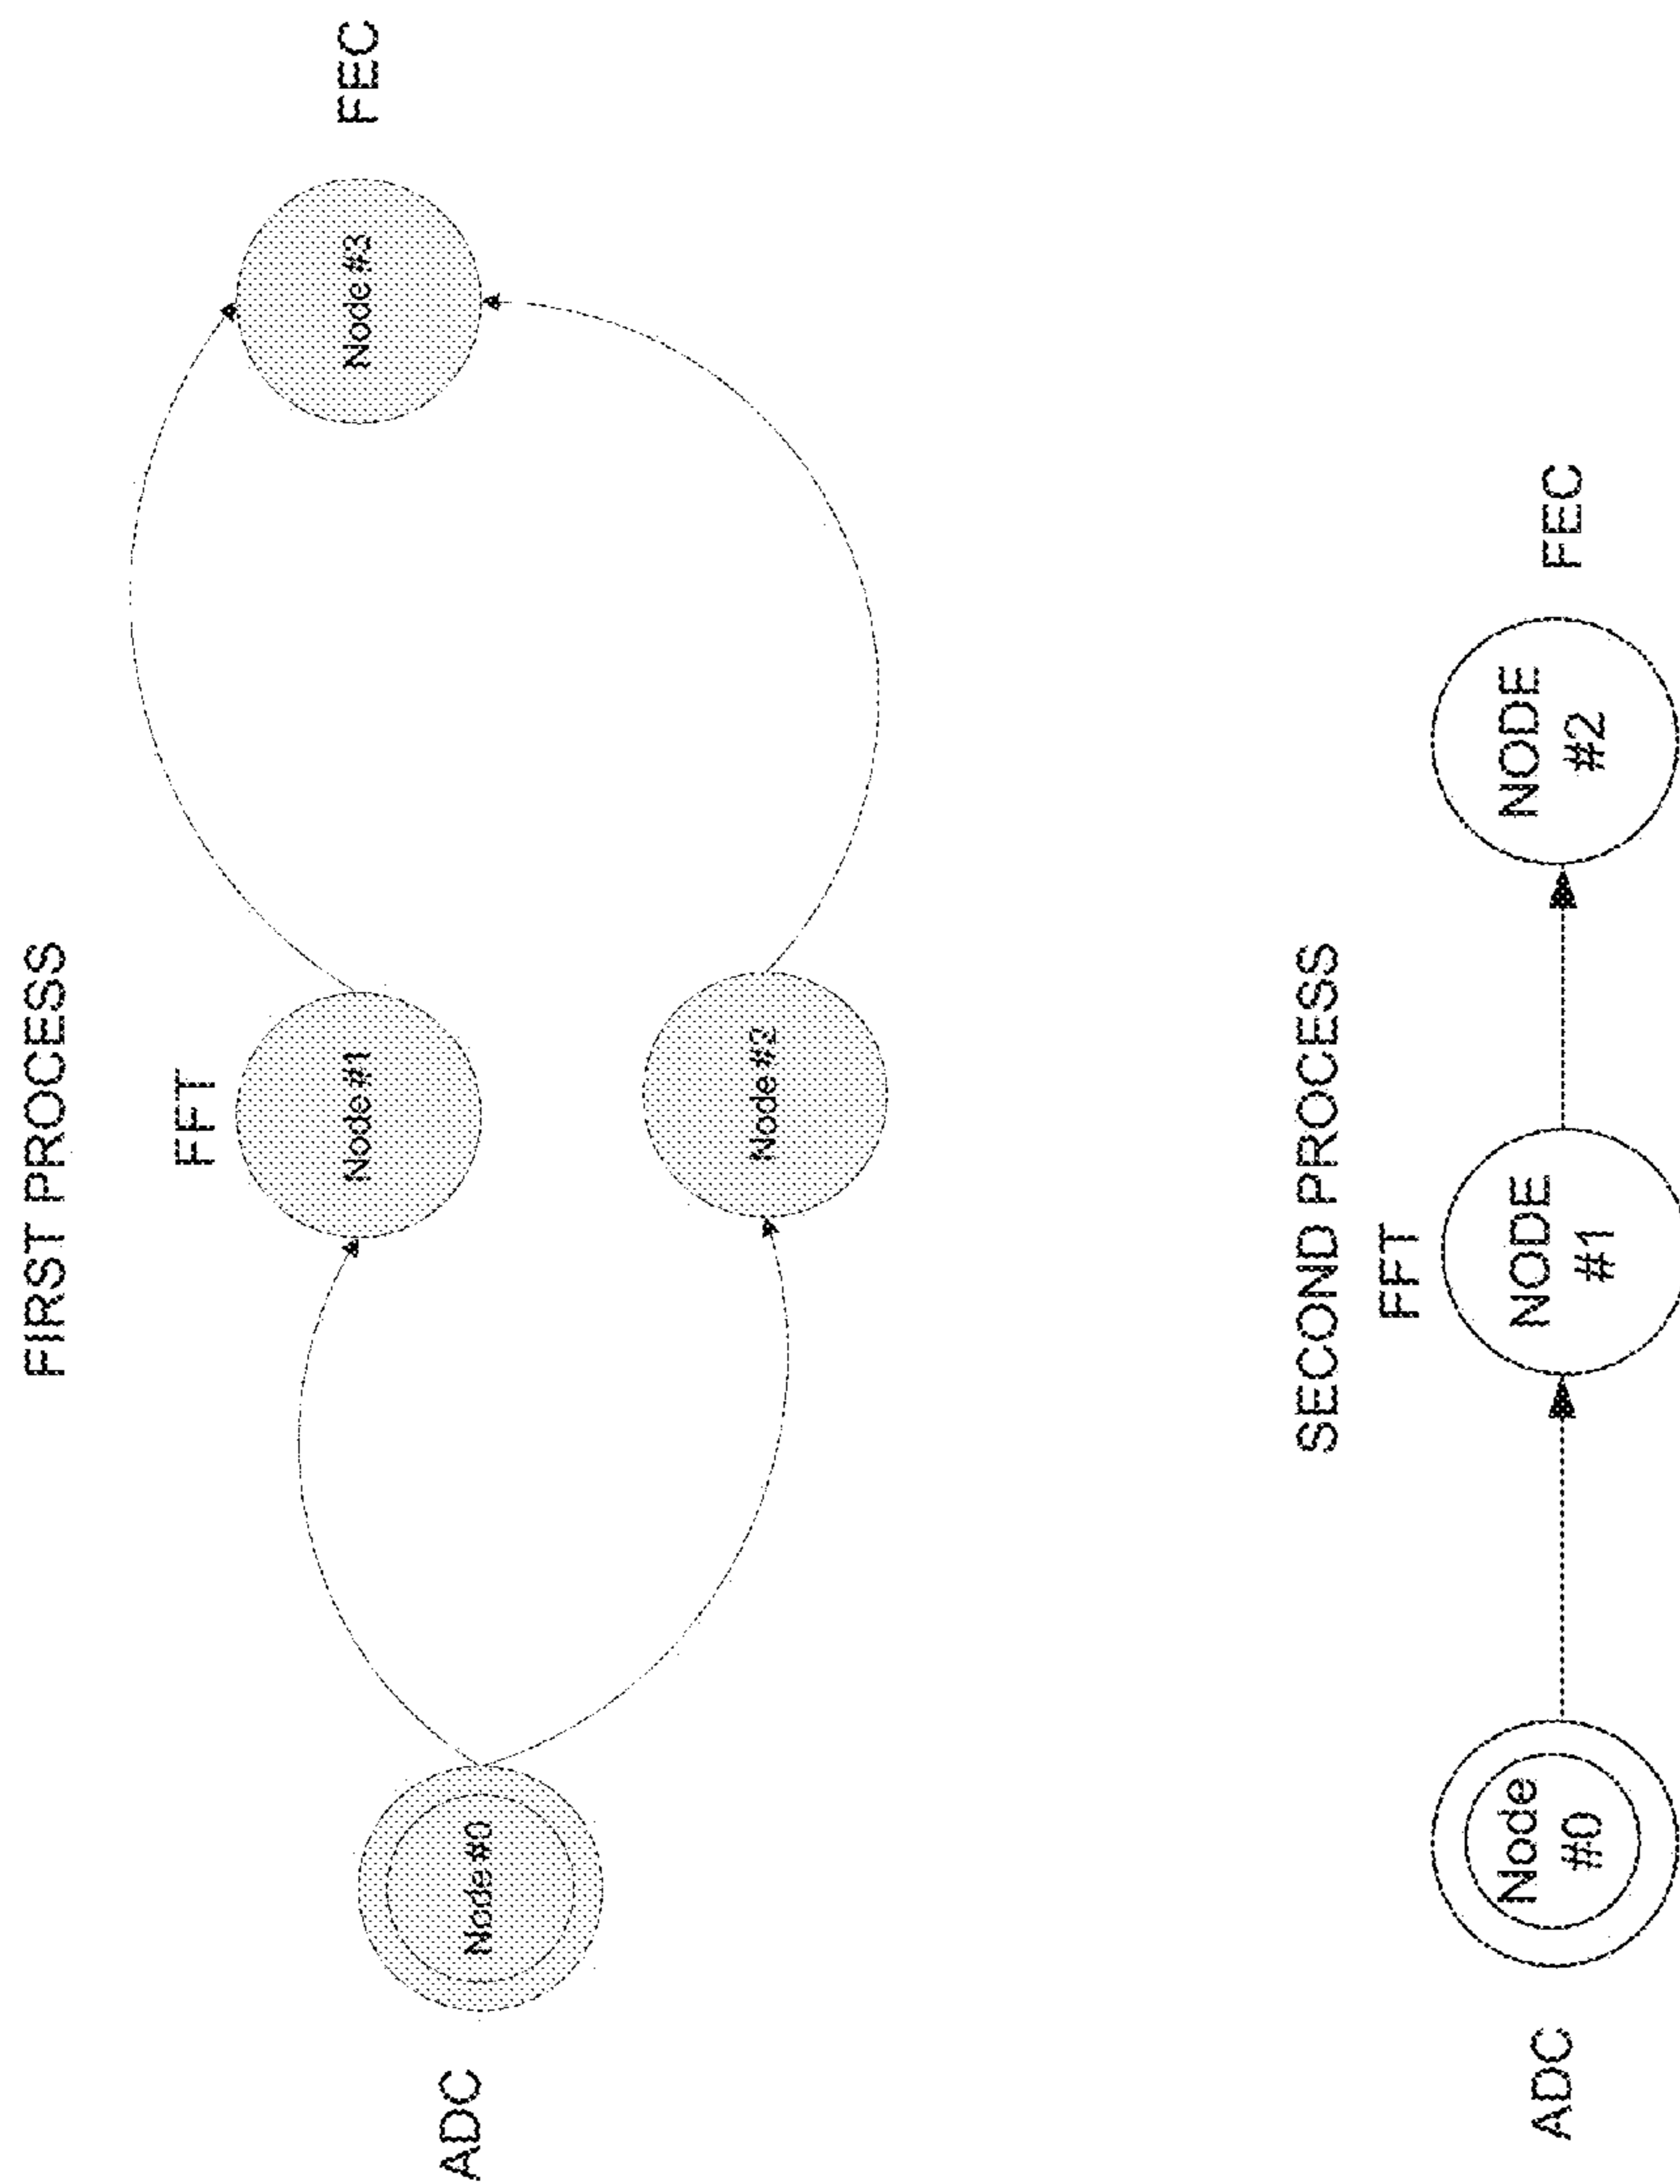 FIRST PROCESS
FFT
ADC
Node #0
Node #1
Node #2
Node #3
FEC
SECOND PROCESS
FFT
ADC
Node
#0
NODE
#1
NODE
#2
FEC